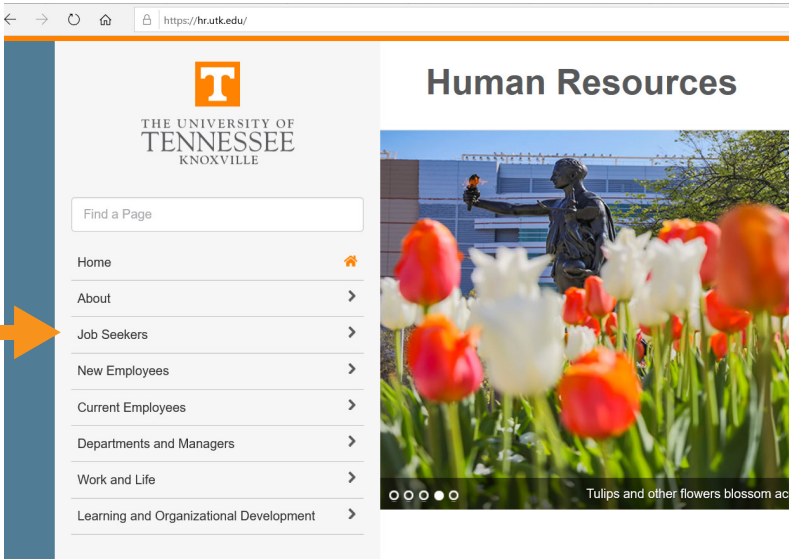 https://hr.utk.edu/
T
THE UNIVERSITY OF
TENNESSEE
KNOXVILLE
Human Resources
Find a Page
Home
About
Job Seekers
New Employees
Current Employees
Departments and Managers
Work and Life
Learning and Organizational Development
Tulips and other flowers blossom ac